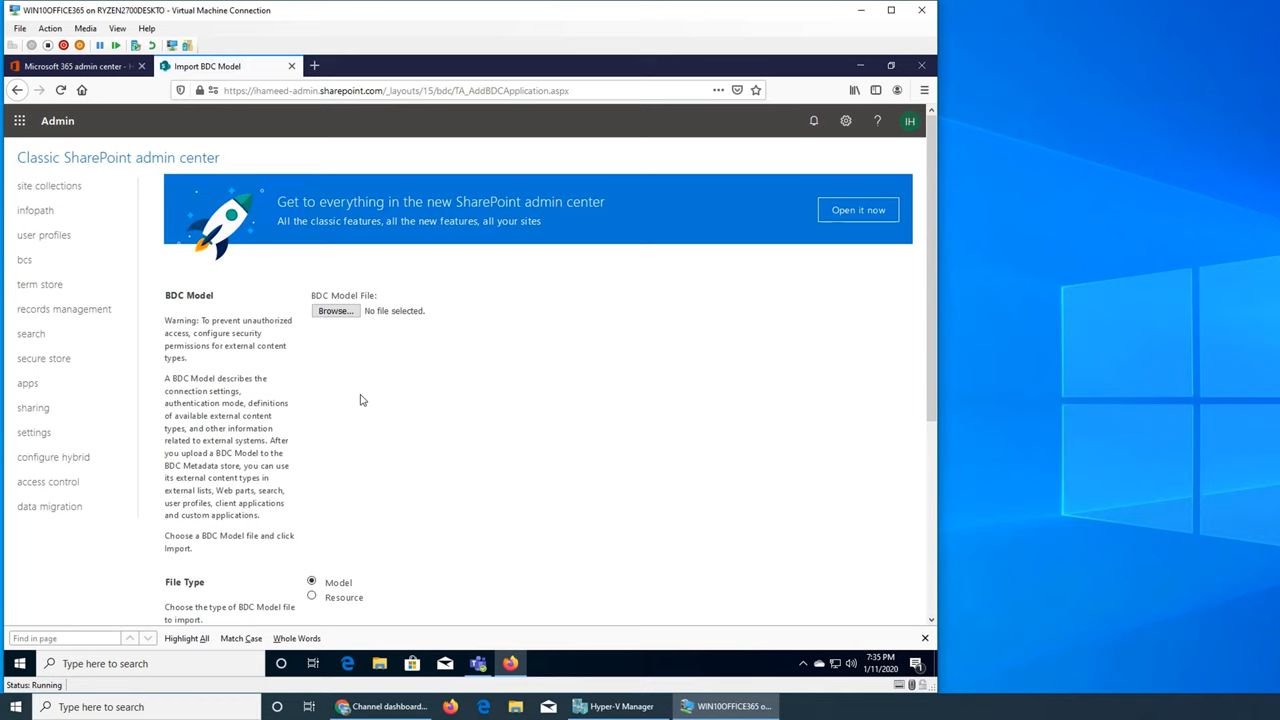 WIN10OFFICE365 on RYZEN2700DESKTO - Virtual Machine Connection
File Action Media View Help
Microsoft 365 admin center - H
Import BDC Model
https://ihameed-admin.sharepoint.com/_layouts/15/bdc/TA_AddBDCApplication.aspx
Admin
IH
Classic SharePoint admin center
site collections
infopath
user profiles
bcs
term store
records management
search
secure store
apps
sharing
settings
configure hybrid
access control
data migration
Get to everything in the new SharePoint admin center
All the classic features, all the new features, all your sites
Open it now
BDC Model
Warning: To prevent unauthorized
access, configure security
permissions for external content
types.
A BDC Model describes the
connection settings,
authentication mode, definitions
of available external content
types, and other information
related to external systems. After
you upload a BDC Model to the
BDC Metadata store, you can use
its external content types in
external lists, Web parts, search,
user profiles, client applications
and custom applications.
Choose a BDC Model file and click
Import.
BDC Model File:
Browse... No file selected.
File Type
Choose the type of BDC Model file
to import.
Model
Resource
Find in page
Highlight All Match Case Whole Words
Type here to search
7:35 PM
1/11/2020
1
Status: Running
Type here to search
Channel dashboard...
Hyper-V Manager
WIN10OFFICE365 o...